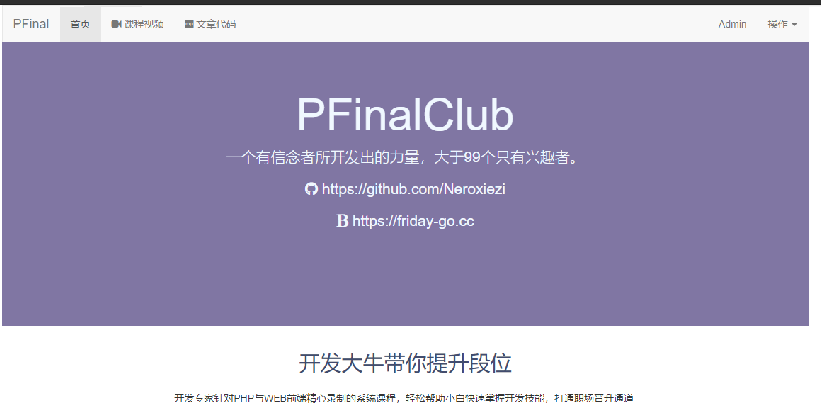 PFinal 首页 课程视频 文章代码 Admin 操作
PFinalClub
一个有信念者所开发出的力量，大于99个只有兴趣者。
https://github.com/Neroxiezi
B https://friday-go.cc
开发大牛带你提升段位
开发专家针对PHP与WEB前端精心录制的系统课程，轻松帮助小白快速掌握开发技能，打通职场晋升通道